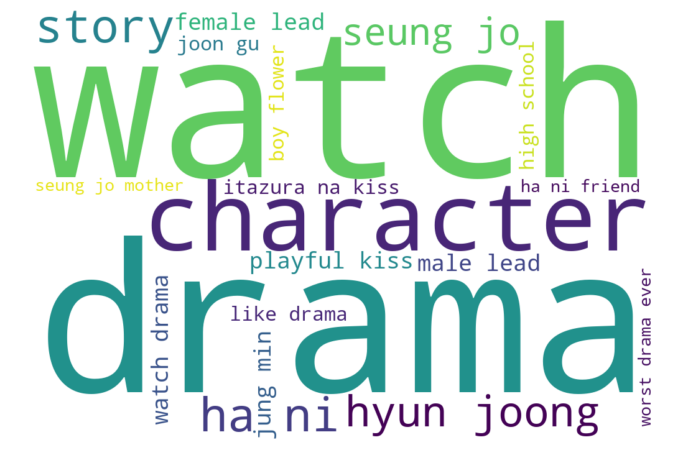 story
female lead
joon gu
seung jo
watch
boy flower
high school
seung jo mother
itazura na kiss
ha ni friend
character
playful kiss
male lead
drama
watch drama
like drama
jung min
worst drama ever
ha ni
hyun joong